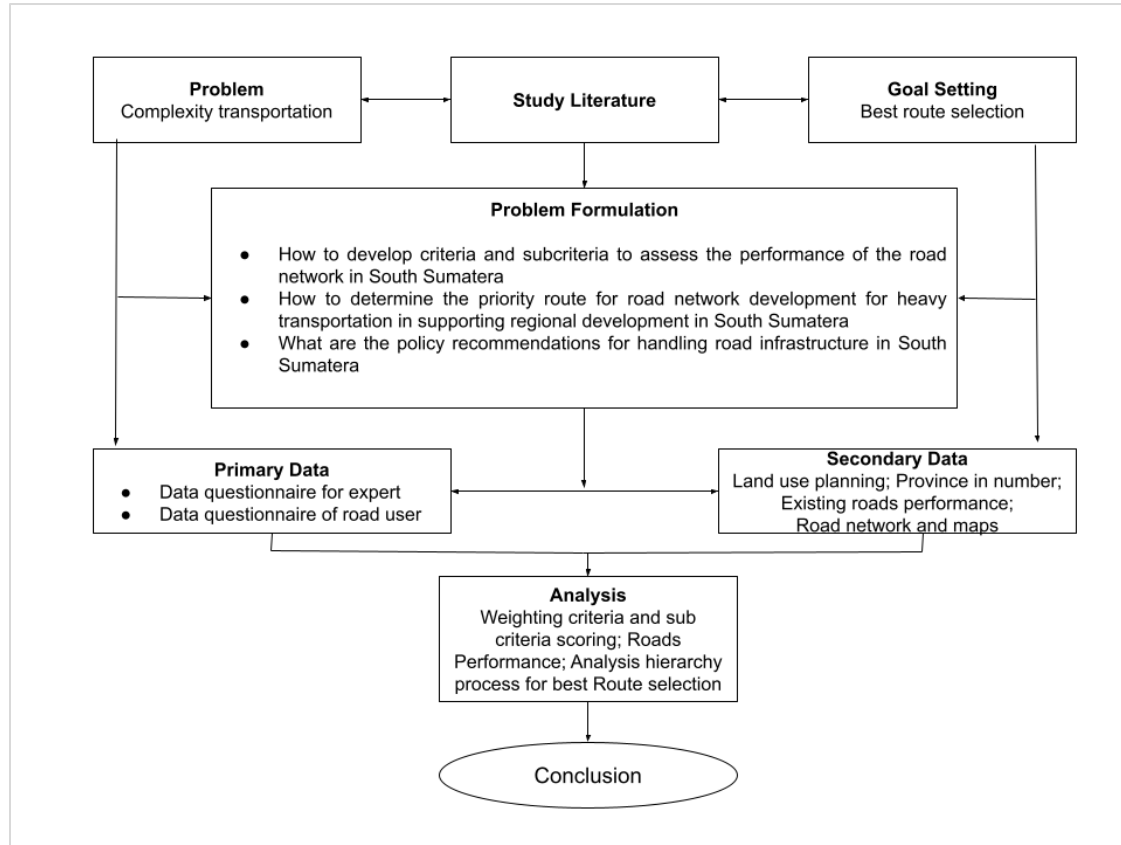 Problem
Complexity transportation
Study Literature
Goal Setting
Best route selection
Problem Formulation
● How to develop criteria and subcriteria to assess the performance of the road
network in South Sumatera
● How to determine the priority route for road network development for heavy
transportation in supporting regional development in South Sumatera
● What are the policy recommendations for handling road infrastructure in South
Sumatera
Primary Data
● Data questionnaire for expert
● Data questionnaire of road user
Secondary Data
Land use planning; Province in number;
Existing roads performance;
Road network and maps
Analysis
Weighting criteria and sub
criteria scoring; Roads
Performance; Analysis hierarchy
process for best Route selection
Conclusion